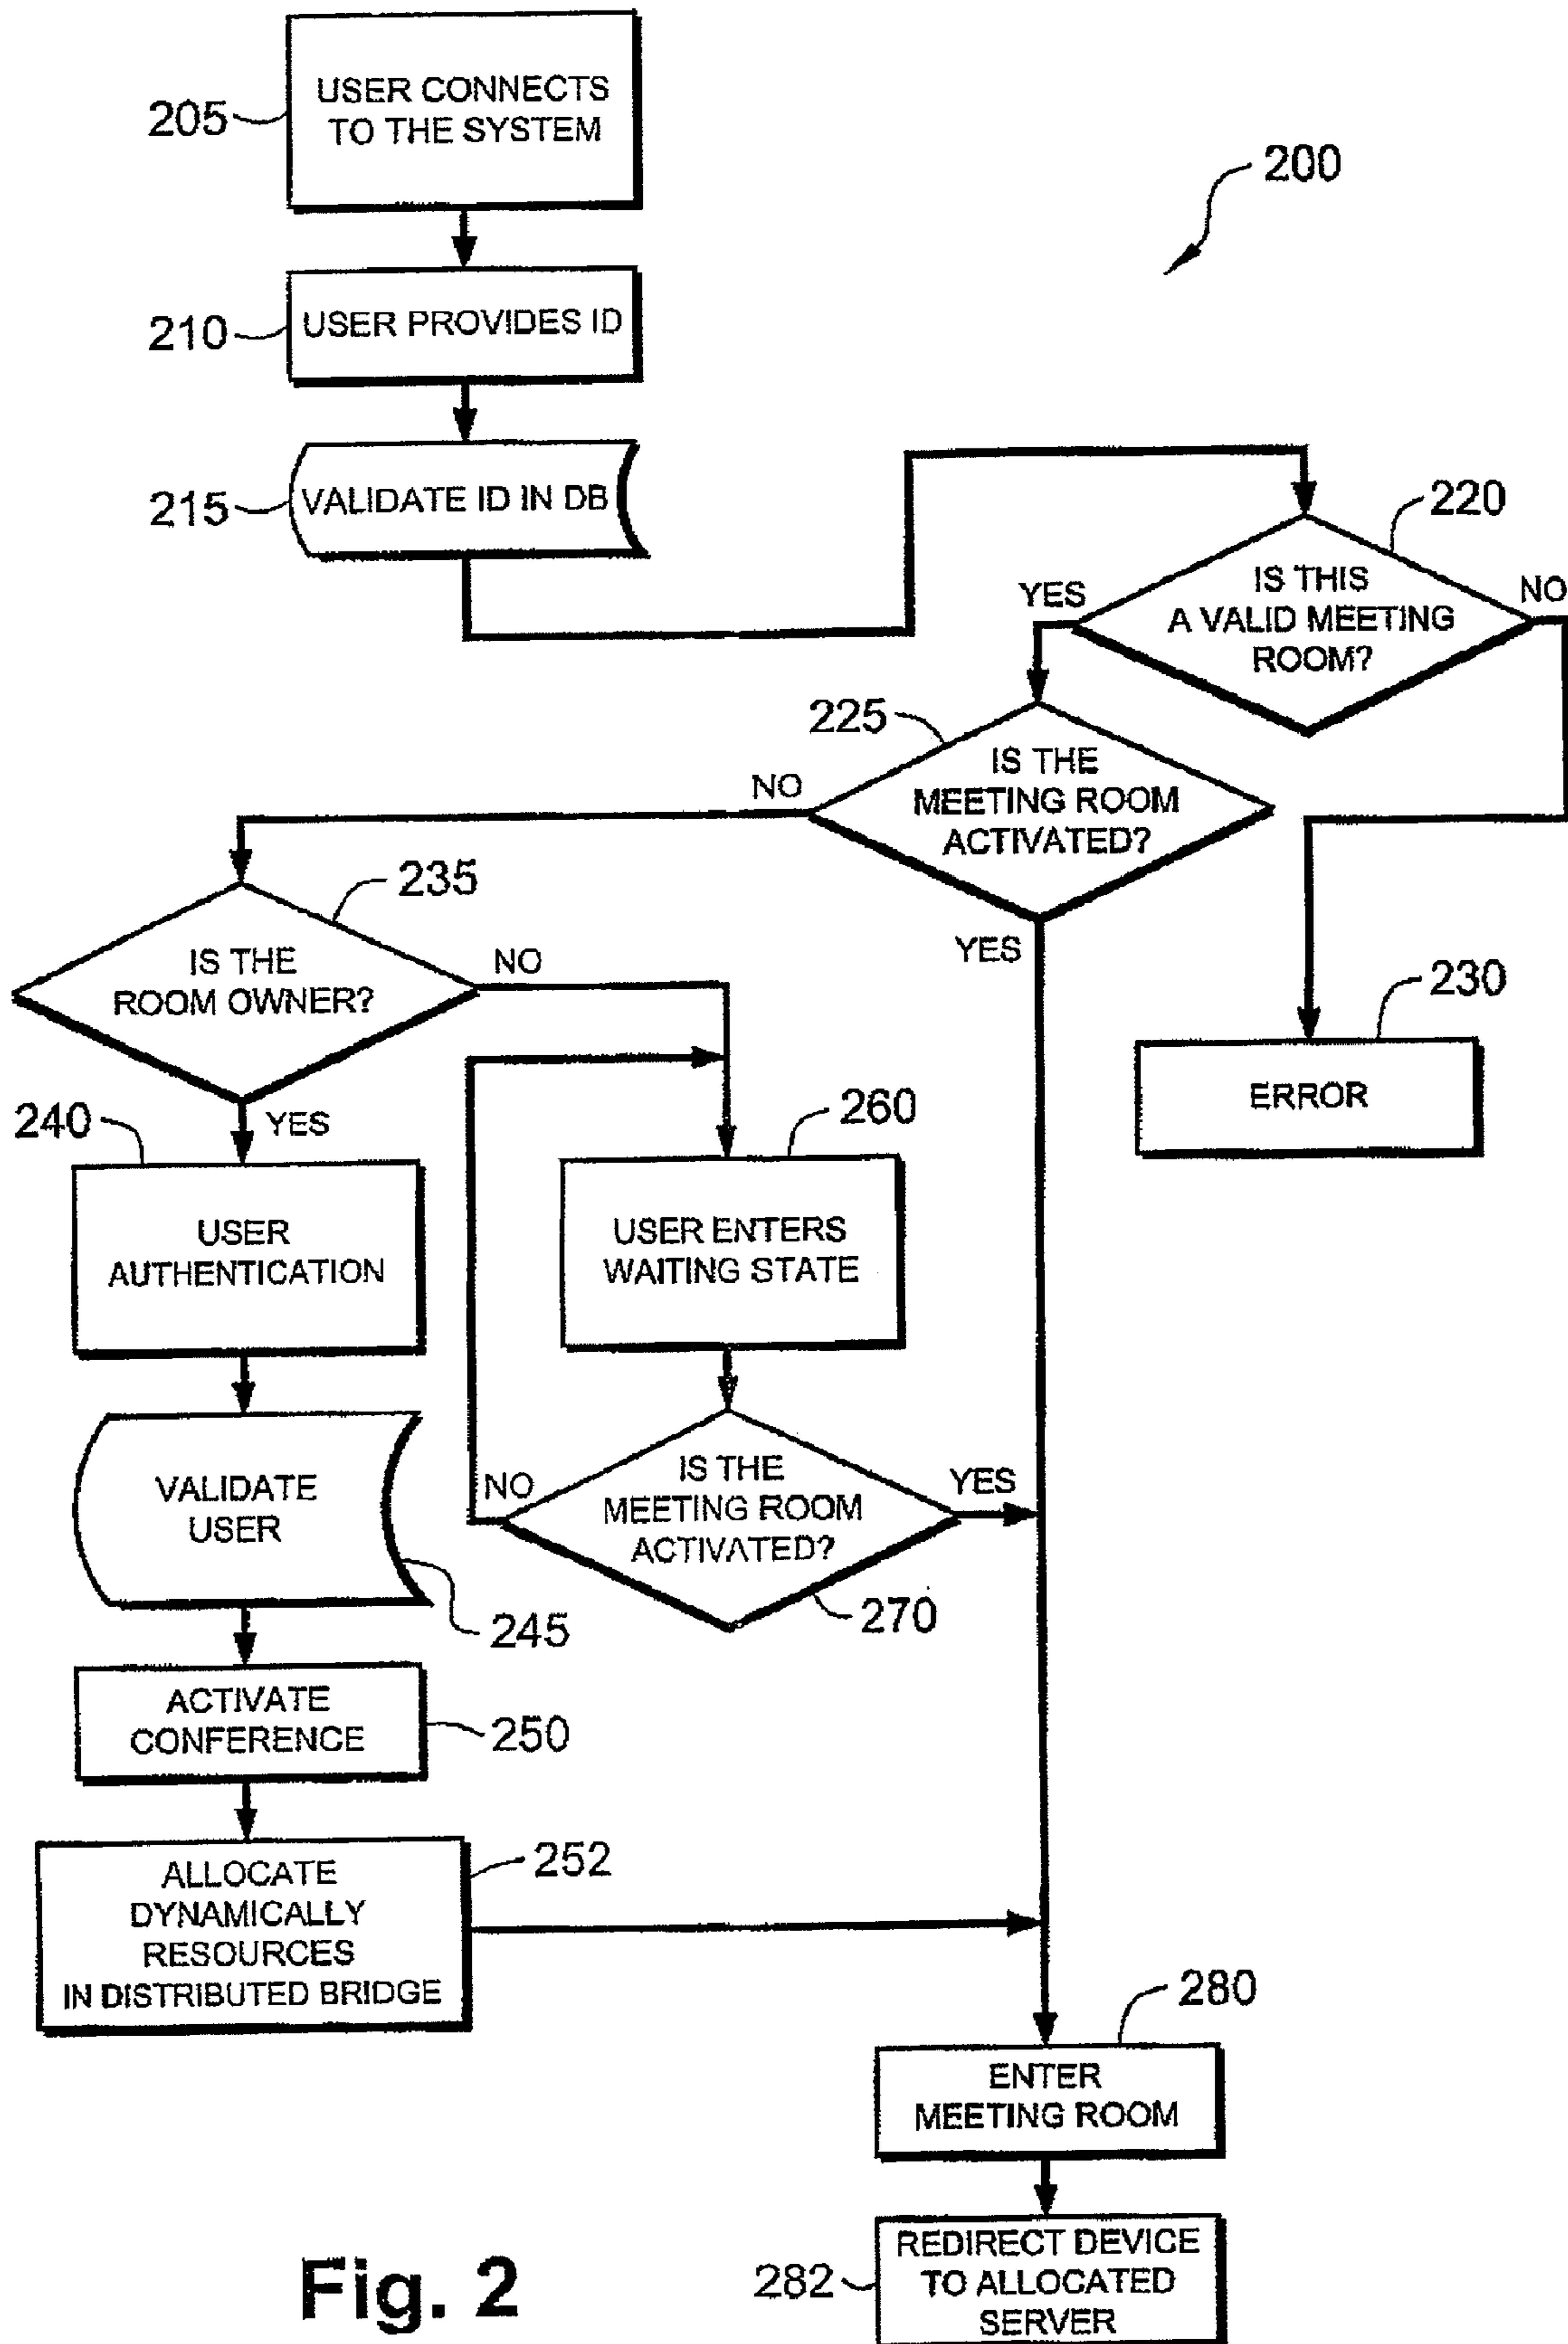 USER CONNECTS
TO THE SYSTEM
205
200
USER PROVIDES ID
210
VALIDATE ID IN DB
215
220
IS THIS
A VALID MEETING
ROOM?
YES
NO
225
IS THE
MEETING ROOM
ACTIVATED?
NO
YES
235
IS THE
ROOM OWNER?
NO
YES
230
ERROR
240
USER
AUTHENTICATION
260
USER ENTERS
WAITING STATE
VALIDATE
USER
245
IS THE
MEETING ROOM
ACTIVATED?
NO
YES
270
ACTIVATE
CONFERENCE
250
ALLOCATE
DYNAMICALLY
RESOURCES
IN DISTRIBUTED BRIDGE
252
280
ENTER
MEETING ROOM
REDIRECT DEVICE
TO ALLOCATED
SERVER
282
Fig. 2